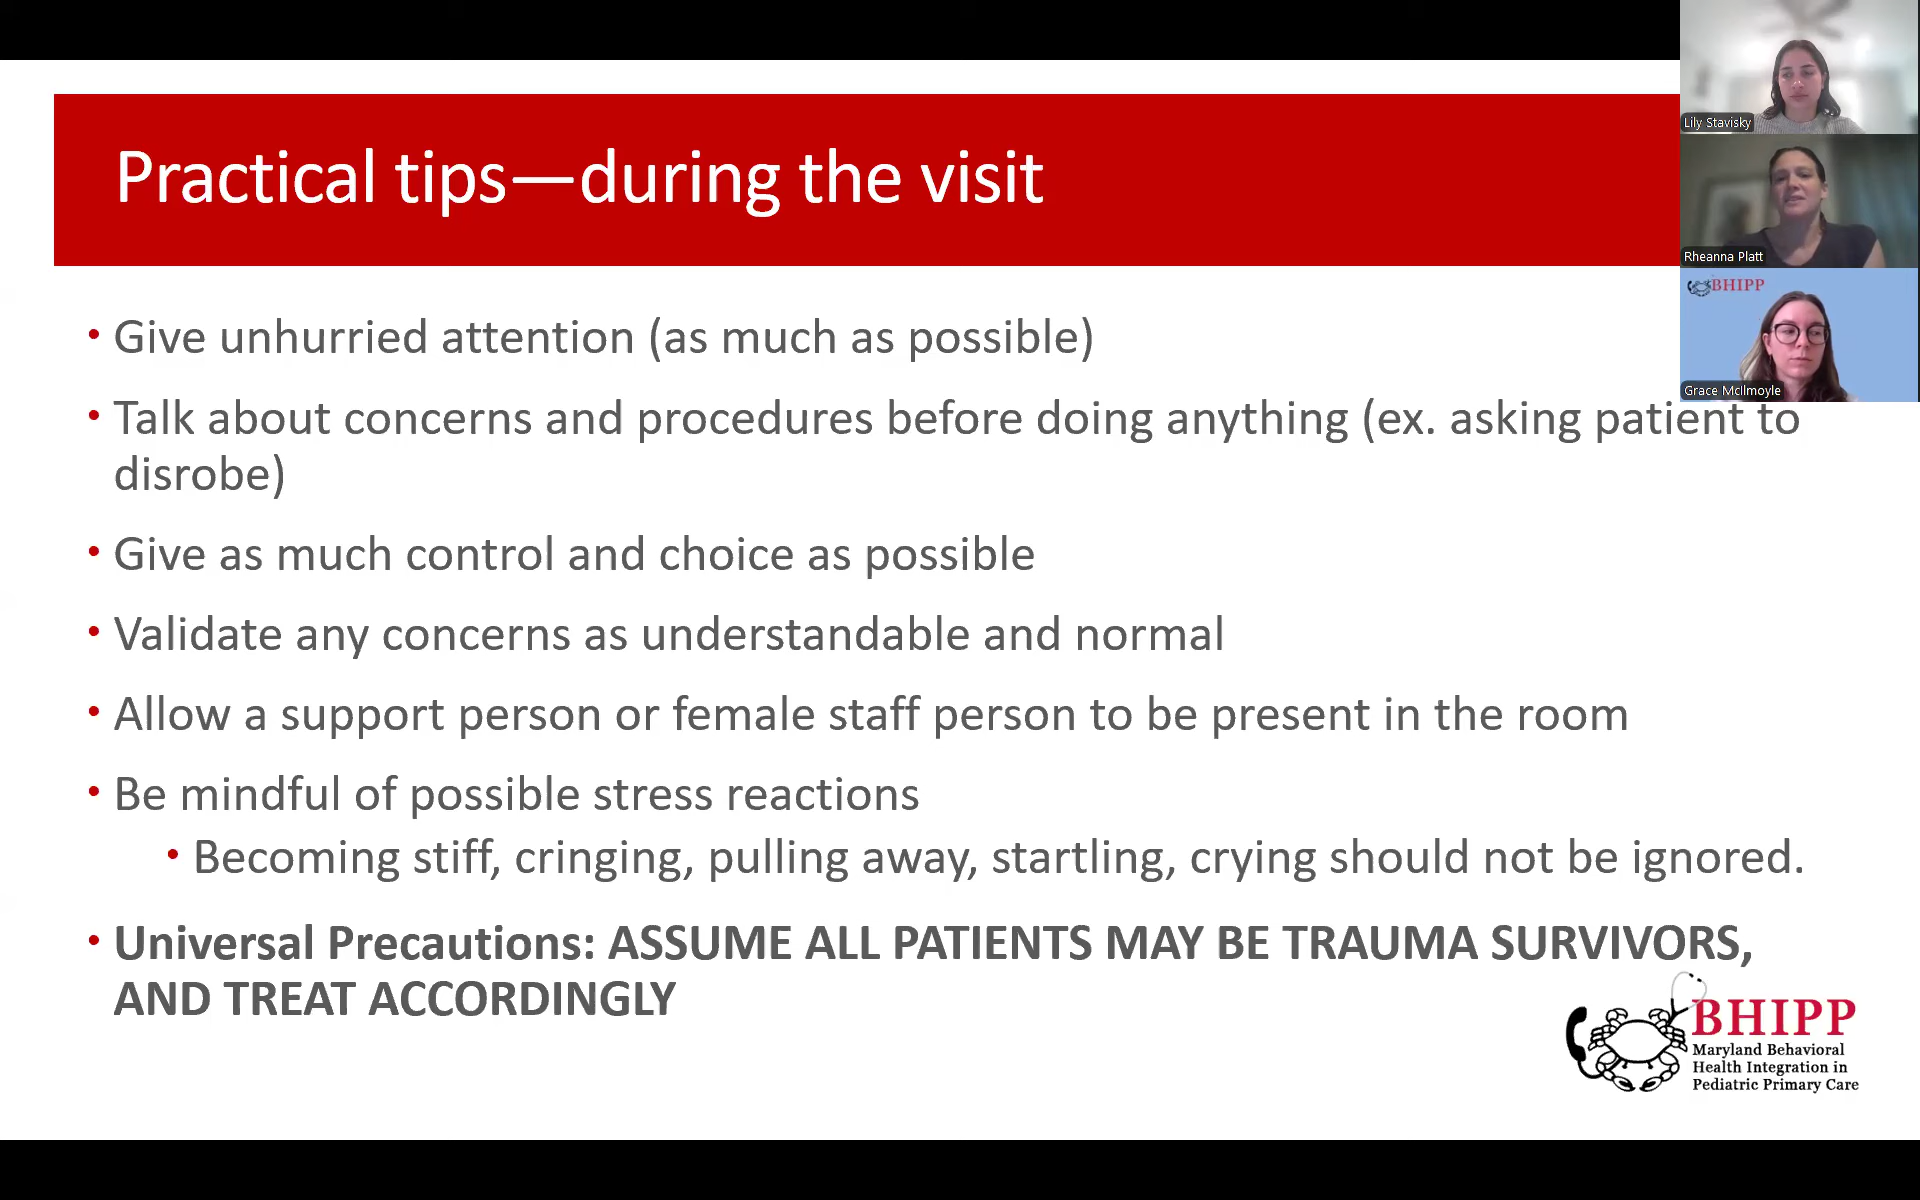 Practical tips—during the visit
Lily Stavisky
Rheanna Platt
BHIPP
Grace McIlmoyle
• Give unhurried attention (as much as possible)
• Talk about concerns and procedures before doing anything (ex. asking patient to
disrobe)
• Give as much control and choice as possible
• Validate any concerns as understandable and normal
• Allow a support person or female staff person to be present in the room
• Be mindful of possible stress reactions
• Becoming stiff, cringing, pulling away, startling, crying should not be ignored.
• Universal Precautions: ASSUME ALL PATIENTS MAY BE TRAUMA SURVIVORS,
AND TREAT ACCORDINGLY
BHIPP
Maryland Behavioral
Health Integration in
Pediatric Primary Care